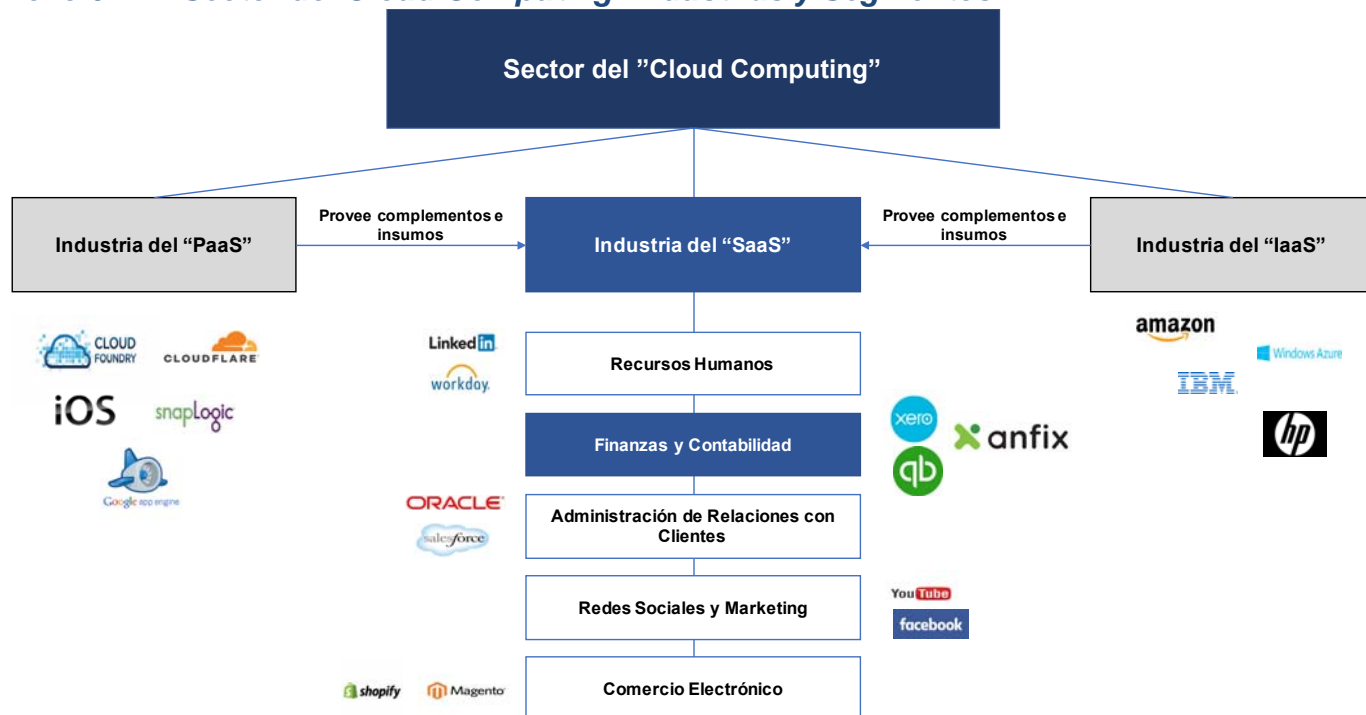 Sector del "Cloud Computing"
Industria del "PaaS"
Provee complementos e
insumos
Industria del "SaaS"
Provee complementos e
insumos
Industria del "IaaS"
CLOUD
FOUNDRY
CLOUDFLARE
iOS
snapLogic
Google app engine
Linked in
workday.
Recursos Humanos
amazon
Windows Azure
IBM
hp
Finanzas y Contabilidad
xero
qb
anfix
ORACLE
salesforce
Administración de Relaciones con
Clientes
Redes Sociales y Marketing
You Tube
facebook
shopify
Magento
Comercio Electrónico